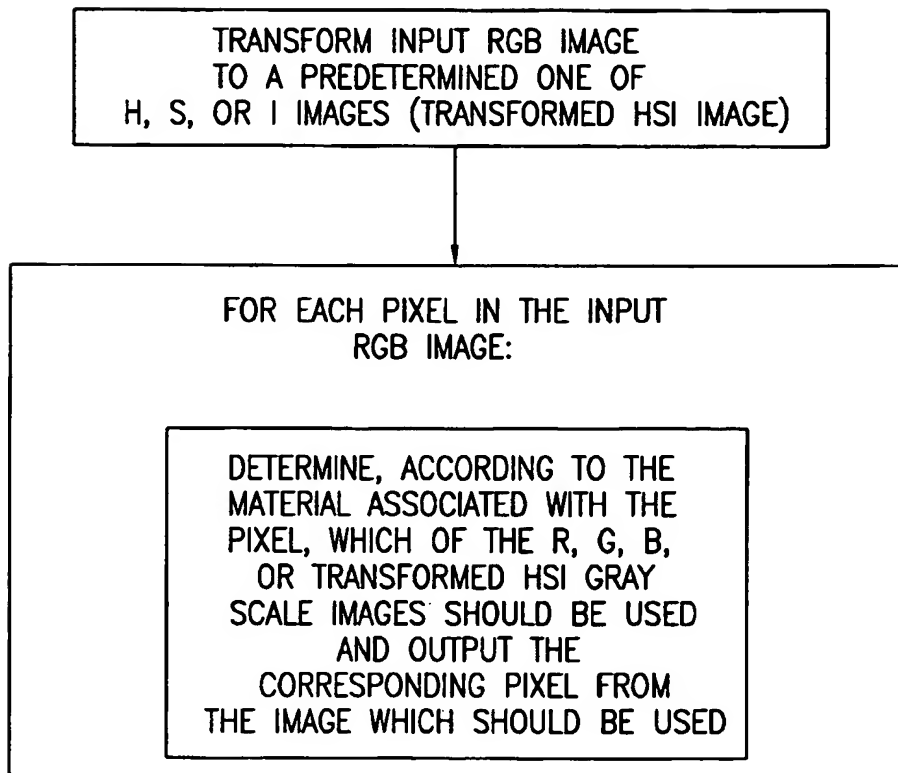 TRANSFORM INPUT RGB IMAGE
TO A PREDETERMINED ONE OF
H, S, OR I IMAGES (TRANSFORMED HSI IMAGE)
FOR EACH PIXEL IN THE INPUT
RGB IMAGE:
DETERMINE, ACCORDING TO THE
MATERIAL ASSOCIATED WITH THE
PIXEL, WHICH OF THE R, G, B,
OR TRANSFORMED HSI GRAY
SCALE IMAGES SHOULD BE USED
AND OUTPUT THE
CORRESPONDING PIXEL FROM
THE IMAGE WHICH SHOULD BE USED